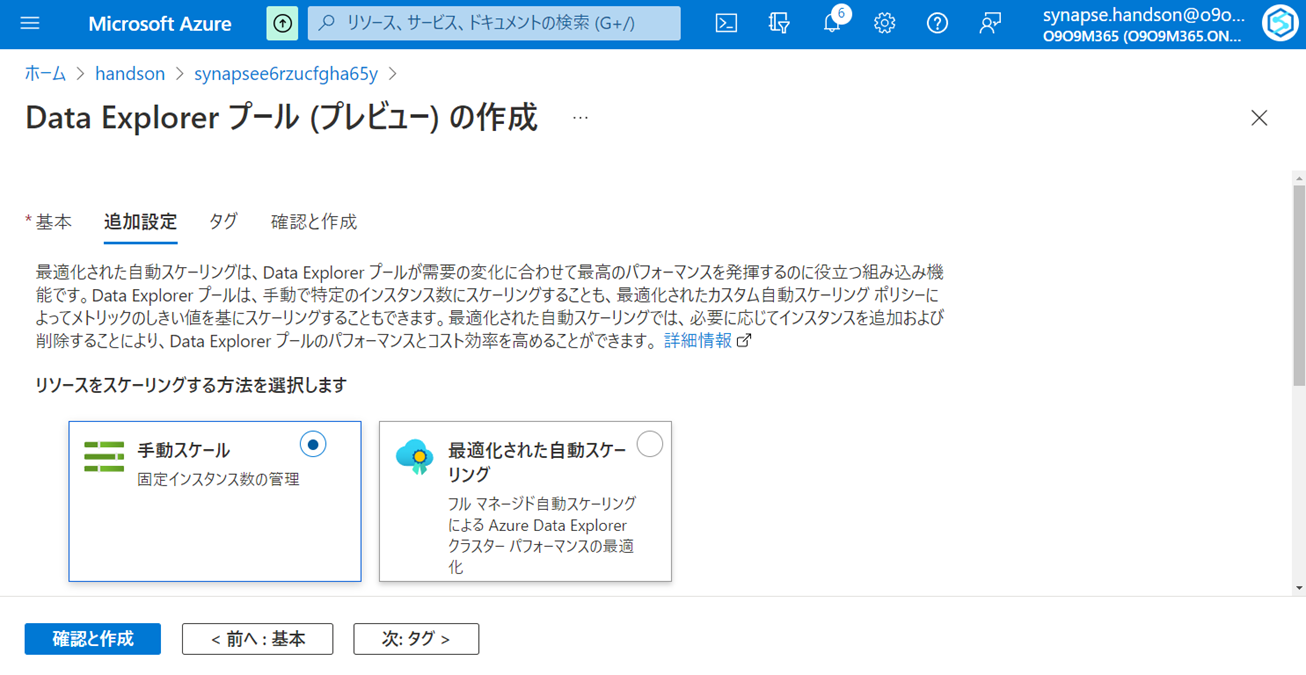 Microsoft Azure
リソース、サービス、ドキュメントの検索 (G+/)
6
synapse.handson@o9o...
O9O9M365 (O9O9M365.ON...
ホーム > handson > synapsee6rzucfgha65y >
Data Explorer プール (プレビュー) の作成 ...
* 基本 追加設定 タグ 確認と作成
最適化された自動スケーリングは、Data Explorer プールが需要の変化に合わせて最高のパフォーマンスを発揮するのに役立つ組み込み機
能です。Data Explorer プールは、手動で特定のインスタンス数にスケーリングすることも、最適化されたカスタム自動スケーリング ポリシーに
よってメトリックのしきい値を基にスケーリングすることもできます。最適化された自動スケーリングでは、必要に応じてインスタンスを追加および
削除することにより、Data Explorer プールのパフォーマンスとコスト効率を高めることができます。 詳細情報
リソースをスケーリングする方法を選択します
手動スケール
固定インスタンス数の管理
最適化された自動スケー
リング
フル マネージド自動スケーリング
による Azure Data Explorer
クラスター パフォーマンスの最適
化
確認と作成 < 前へ : 基本 次: タグ >